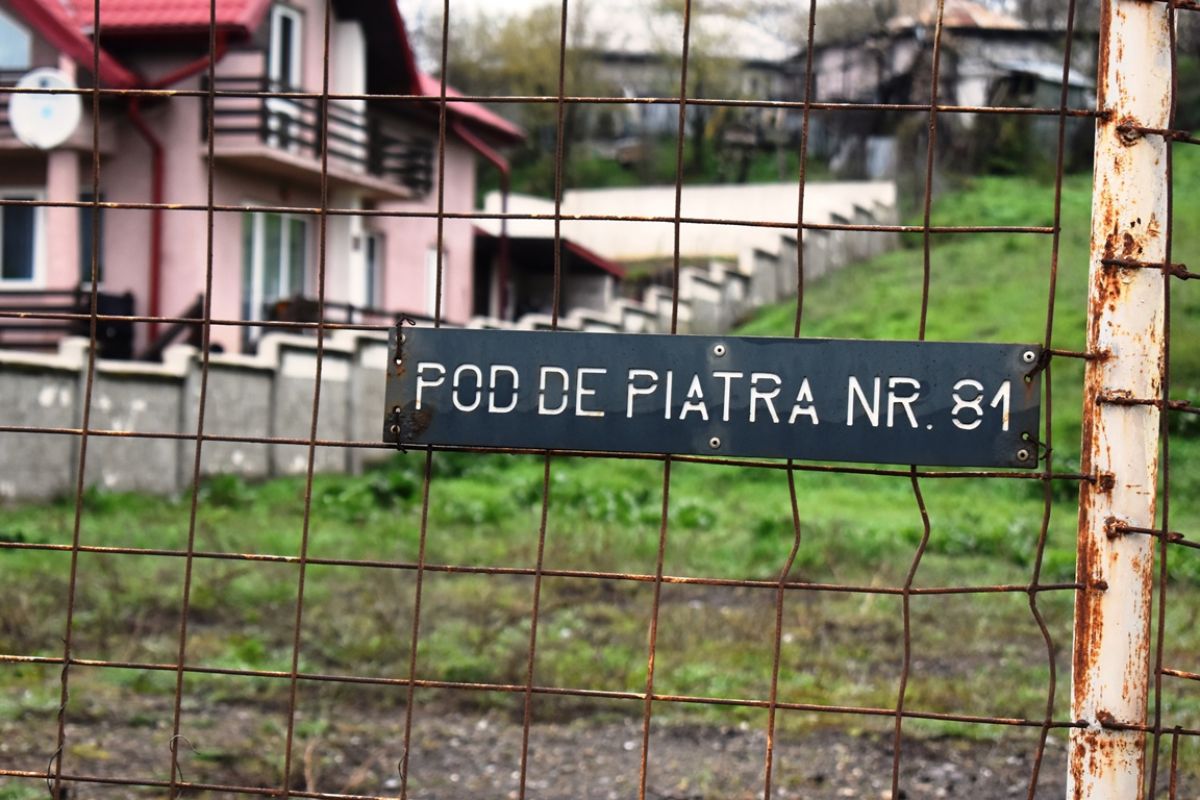 POD DE PIATRA NR. 81